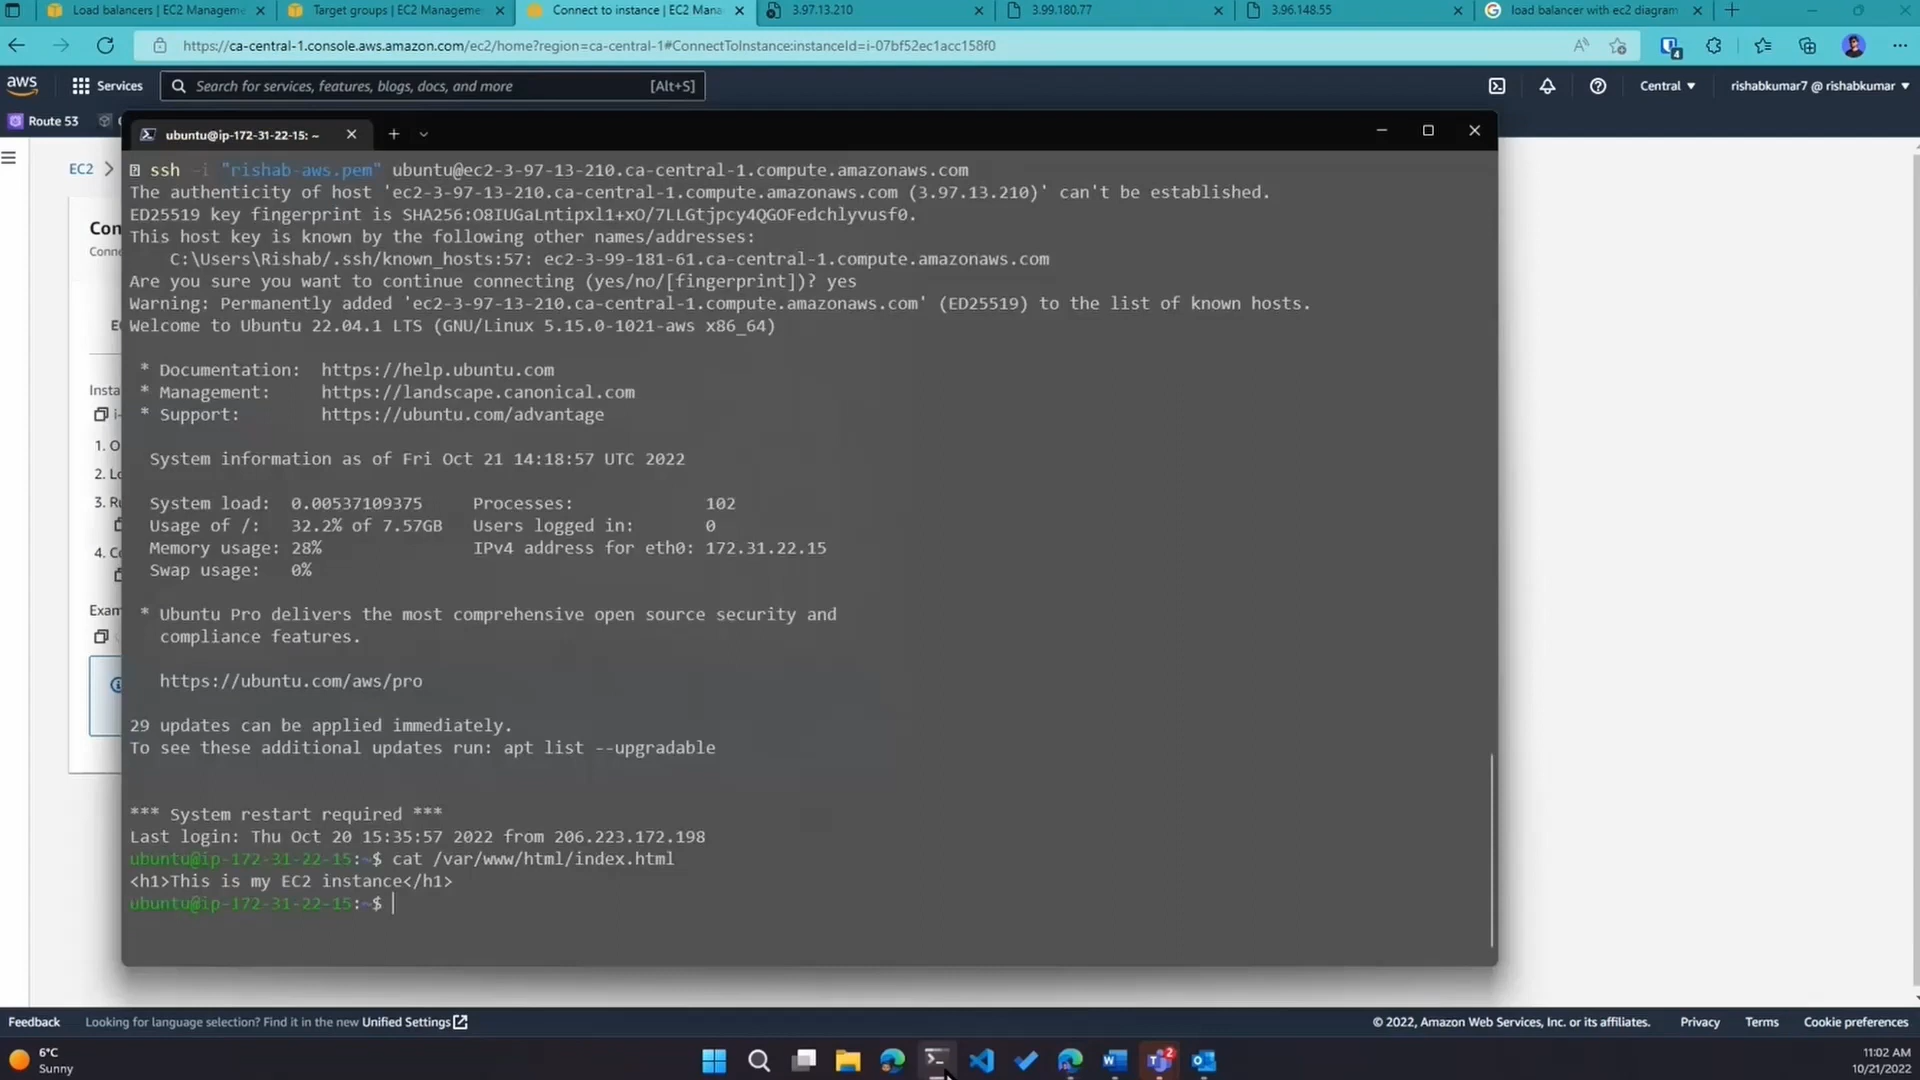 Load balancers | EC2 Manageme
Target groups | EC2 Manageme
Connect to instance | EC2 Mana
3.97.13.210
3.99.180.77
3.96.148.55
load balancer with ec2 diagram
https://ca-central-1.console.aws.amazon.com/ec2/home?region=ca-central-1#ConnectToInstance:instanceId=i-07bf52ec1acc158f0
4
aws
Services
Search for services, features, blogs, docs, and more
[Alt+S]
Central
rishabkumar7 @ rishabkumar
Route 53
EC2
ubuntu@ip-172-31-22-15: ~
ssh -i "rishab-aws.pem" ubuntu@ec2-3-97-13-210.ca-central-1.compute.amazonaws.com
The authenticity of host 'ec2-3-97-13-210.ca-central-1.compute.amazonaws.com (3.97.13.210)' can't be established.
ED25519 key fingerprint is SHA256:O8IUGaLntipxl1+xO/7LLGtjpcy4QGOFedchlyvusf0.
This host key is known by the following other names/addresses:
C:\Users\Rishab/.ssh/known_hosts:57: ec2-3-99-181-61.ca-central-1.compute.amazonaws.com
Are you sure you want to continue connecting (yes/no/[fingerprint])? yes
Warning: Permanently added 'ec2-3-97-13-210.ca-central-1.compute.amazonaws.com' (ED25519) to the list of known hosts.
Welcome to Ubuntu 22.04.1 LTS (GNU/Linux 5.15.0-1021-aws x86_64)
* Documentation: https://help.ubuntu.com
* Management: https://landscape.canonical.com
* Support: https://ubuntu.com/advantage
System information as of Fri Oct 21 14:18:57 UTC 2022
System load: 0.00537109375 Processes: 102
Usage of /: 32.2% of 7.57GB Users logged in: 0
Memory usage: 28% IPv4 address for eth0: 172.31.22.15
Swap usage: 0%
* Ubuntu Pro delivers the most comprehensive open source security and
compliance features.
https://ubuntu.com/aws/pro
29 updates can be applied immediately.
To see these additional updates run: apt list --upgradable
*** System restart required ***
Last login: Thu Oct 20 15:35:57 2022 from 206.223.172.198
ubuntu@ip-172-31-22-15:~$ cat /var/www/html/index.html
<h1>This is my EC2 instance</h1>
ubuntu@ip-172-31-22-15:~$
Con
Conne
Insta
1. O
2. Lo
3. Ru
4. Co
Exam
Feedback
Looking for language selection? Find it in the new Unified Settings
© 2022, Amazon Web Services, Inc. or its affiliates.
Privacy
Terms
Cookie preferences
6°C
Sunny
2
11:02 AM
10/21/2022